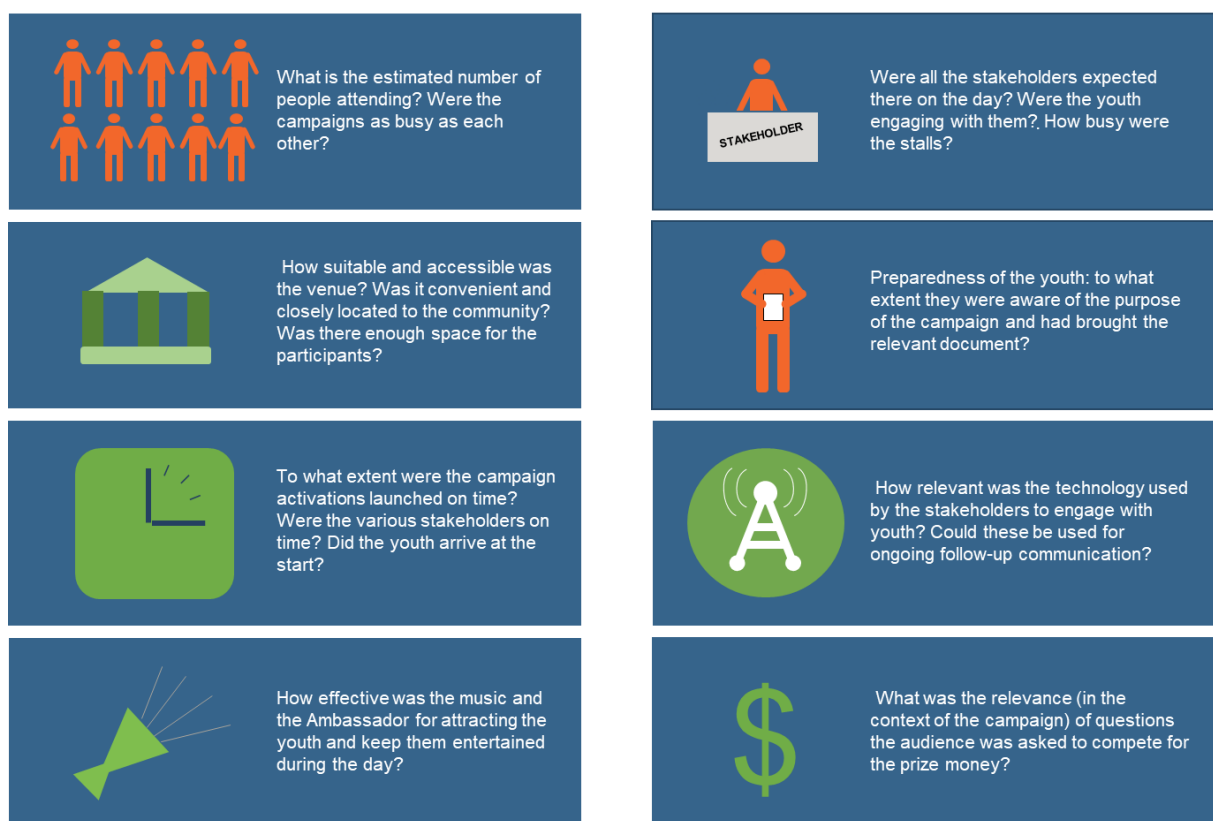 What is the estimated number of
people attending? Were the
campaigns as busy as each
other?
STAKEHOLDER
Were all the stakeholders expected
there on the day? Were the youth
engaging with them?. How busy were
the stalls?
How suitable and accessible was
the venue? Was it convenient and
closely located to the community?
Was there enough space for the
participants?
Preparedness of the youth: to what
extent they were aware of the purpose
of the campaign and had brought the
relevant document?
To what extent were the campaign
activations launched on time?
Were the various stakeholders on
time? Did the youth arrive at the
start?
How relevant was the technology used
by the stakeholders to engage with
youth? Could these be used for
ongoing follow-up communication?
How effective was the music and
the Ambassador for attracting the
youth and keep them entertained
during the day?
$
What was the relevance (in the
context of the campaign) of questions
the audience was asked to compete for
the prize money?